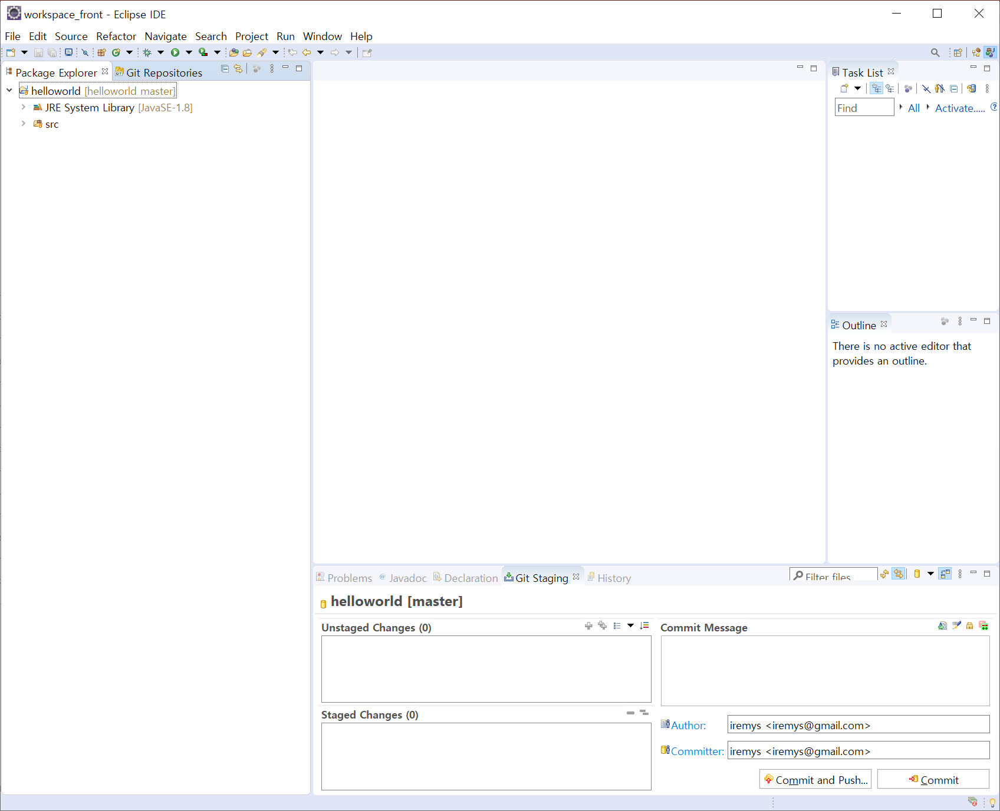 workspace_front - Eclipse IDE
File Edit Source Refactor Navigate Search Project Run Window Help
Package Explorer
Git Repositories
helloworld [helloworld master]
JRE System Library [JavaSE-1.8]
src
Task List
Find
All
Activate.....
Outline
There is no active editor that
provides an outline.
Problems
Javadoc
Declaration
Git Staging
History
Filter files
helloworld [master]
Unstaged Changes (0)
Staged Changes (0)
Commit Message
Author:
iremys <iremys@gmail.com>
Committer:
iremys <iremys@gmail.com>
Commit and Push...
Commit